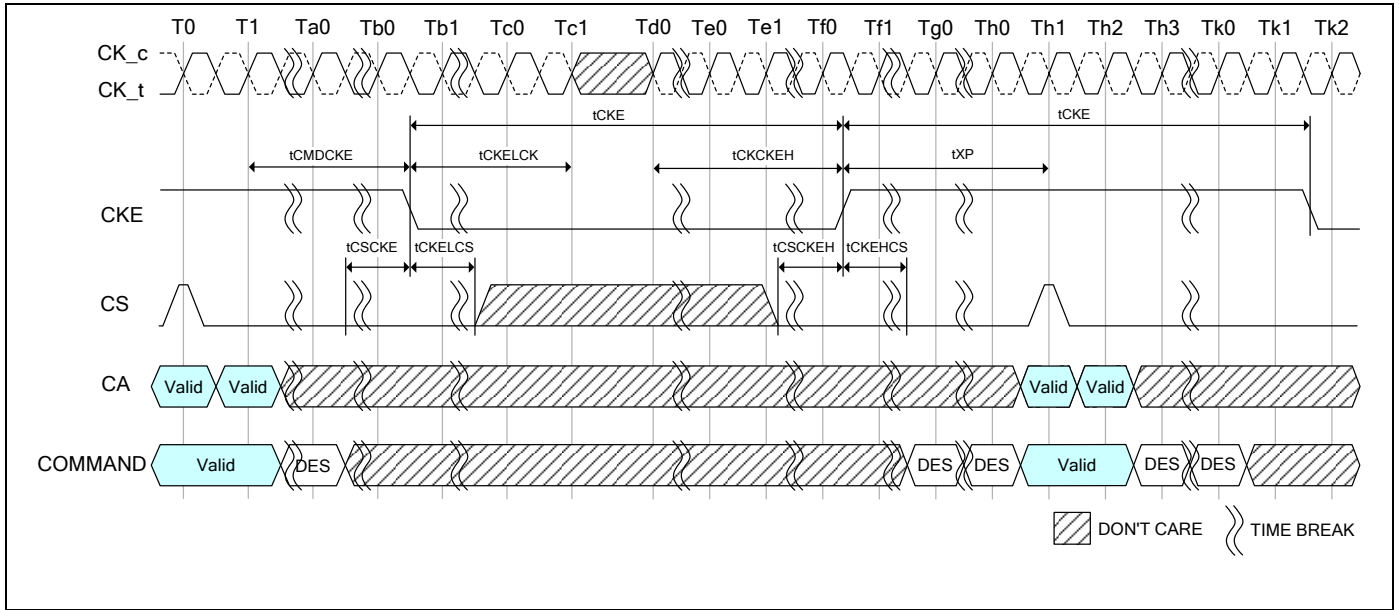 T0 T1 Ta0 Tb0 Tb1 Tc0 Tc1 Td0 Te0 Te1 Tf0 Tf1 Tg0 Th0 Th1 Th2 Th3 Tk0 Tk1 Tk2
CK_c
CK_t
tCKE tCKE
tCMDCKE tCKELCK tCKCKEH tXP
CKE
tCSCKE tCKELCS tCSCKEH tCKEHCS
CS
CA Valid Valid Valid Valid
COMMAND Valid DES DES DES Valid DES DES
DON'T CARE TIME BREAK